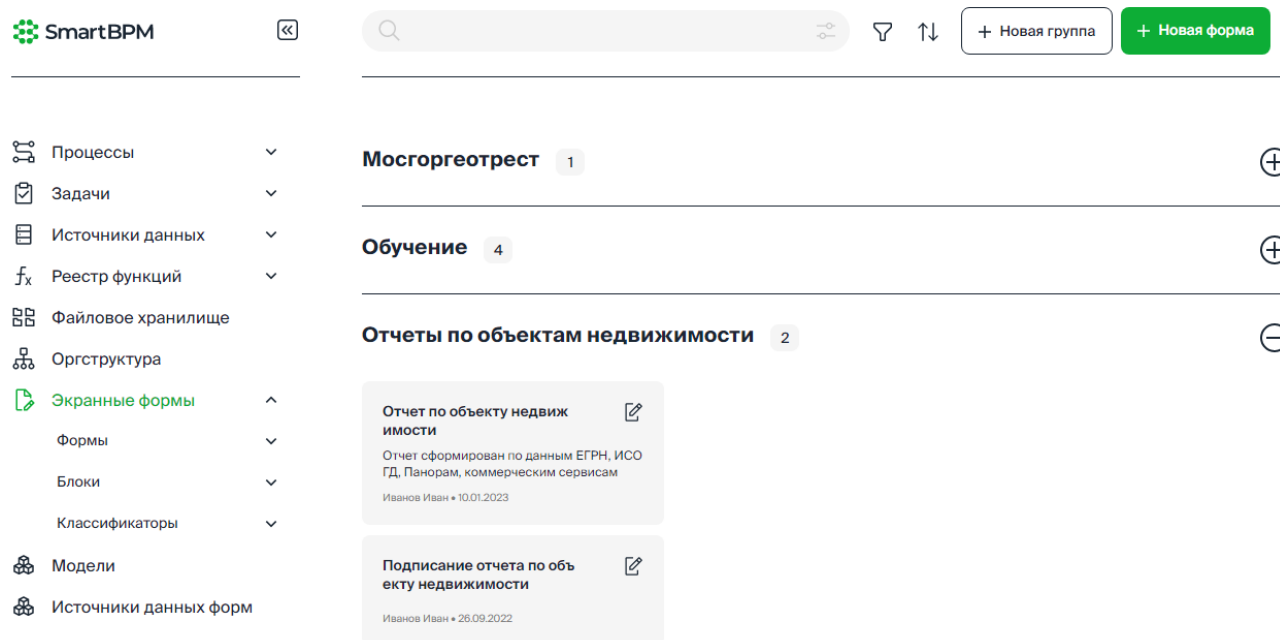 SmartBPM
+ Новая группа
+ Новая форма
Процессы
Задачи
Источники данных
Реестр функций
Файловое хранилище
Оргструктура
Экранные формы
Формы
Блоки
Классификаторы
Модели
Источники данных форм
Мосгоргеотрест 1
Обучение 4
Отчеты по объектам недвижимости 2
Отчет по объекту недвиж
имости
Отчет сформирован по данным ЕГРН, ИСО
ГД, Панорам, коммерческим сервисам
Иванов Иван • 10.01.2023
Подписание отчета по объ
екту недвижимости
Иванов Иван • 26.09.2022